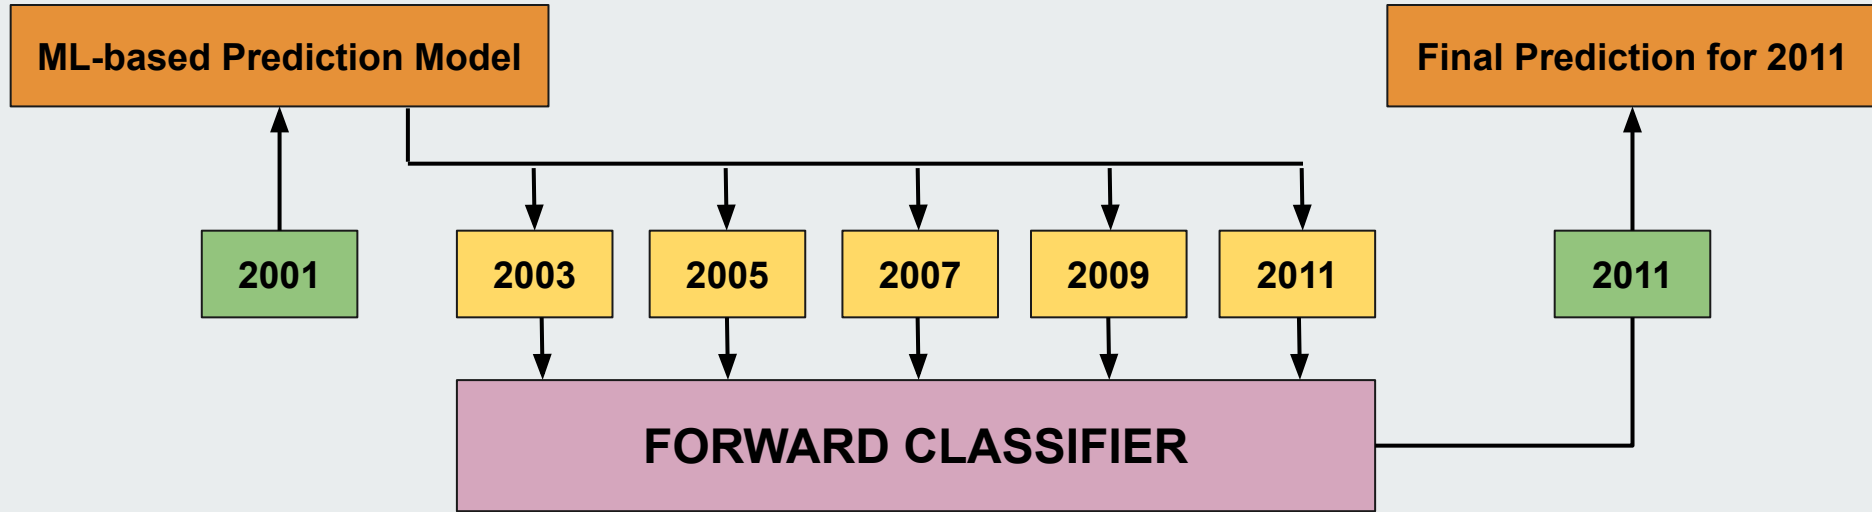 ML-based Prediction Model
Final Prediction for 2011
2001
2003
2005
2007
2009
2011
2011
FORWARD CLASSIFIER